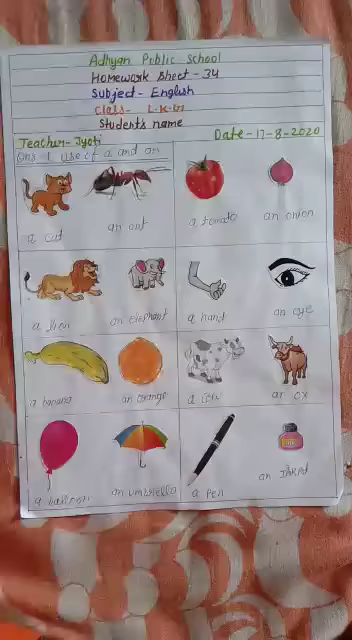 Adhyan Public School
Homework Sheet - 34
Subject - English
Class - L.K.G
Students name
Teacher - Jyoti
Date - 17-8-2020
Ons 1 use of a and an
a cat
an ant
a tomato
an onion
a lion
an elephant
a hand
an eye
a banana
an orange
a cow
an ox
a balloon
an umbrella
a pen
an inkpot